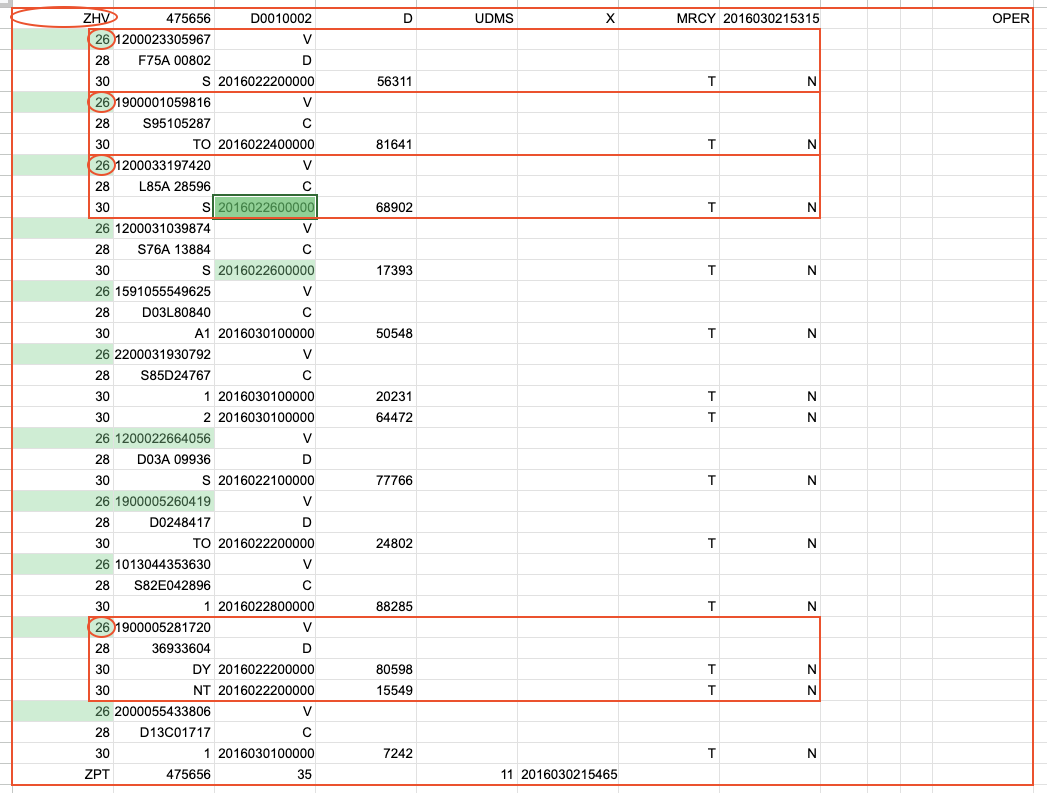 ZHV 475656 D0010002 D UDMS X MRCY 2016030215315 OPER
26 1200023305967 V
28 F75A 00802 D
30 S 2016022200000 56311 T N
26 1900001059816 V
28 S95105287 C
30 TO 2016022400000 81641 T N
26 1200033197420 V
28 L85A 28596 C
30 S 2016022600000 68902 T N
26 1200031039874 V
28 S76A 13884 C
30 S 2016022600000 17393 T N
26 1591055549625 V
28 D03L80840 C
30 A1 2016030100000 50548 T N
26 2200031930792 V
28 S85D24767 C
30 1 2016030100000 20231 T N
30 2 2016030100000 64472 T N
26 1200022664056 V
28 D03A 09936 D
30 S 2016022100000 77766 T N
26 1900005260419 V
28 D0248417 D
30 TO 2016022200000 24802 T N
26 1013044353630 V
28 S82E042896 C
30 1 2016022800000 88285 T N
26 1900005281720 V
28 36933604 D
30 DY 2016022200000 80598 T N
30 NT 2016022200000 15549 T N
26 2000055433806 V
28 D13C01717 C
30 1 2016030100000 7242 T N
ZPT 475656 35 11 2016030215465